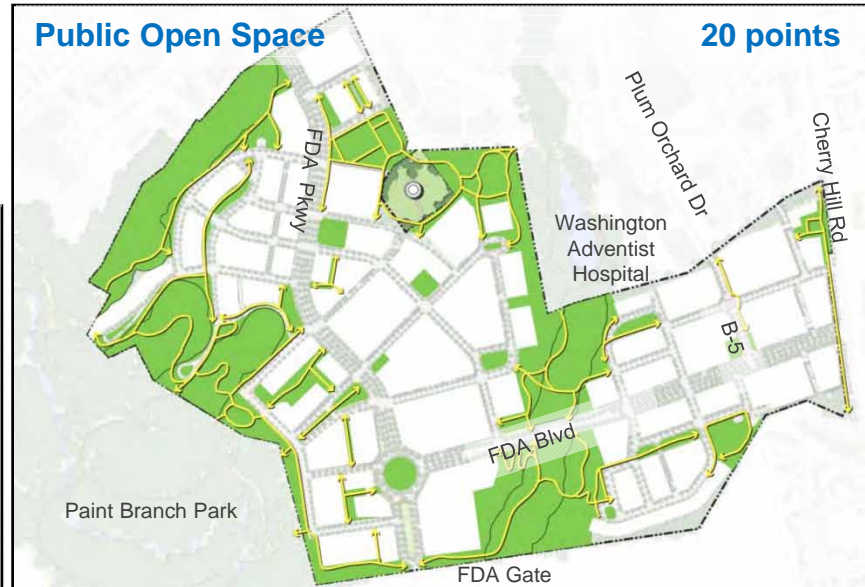 Public Open Space
20 points
Plum Orchard Dr
Cherry Hill Rd
FDA Pkwy
Washington
Adventist
Hospital
B-5
FDA Blvd
Paint Branch Park
FDA Gate